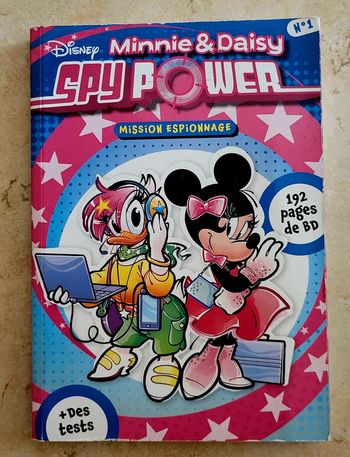 Disney
Minnie & Daisy
N°1
SPY POWER
MISSION ESPIONNAGE
192
pages
de BD
+ Des
tests